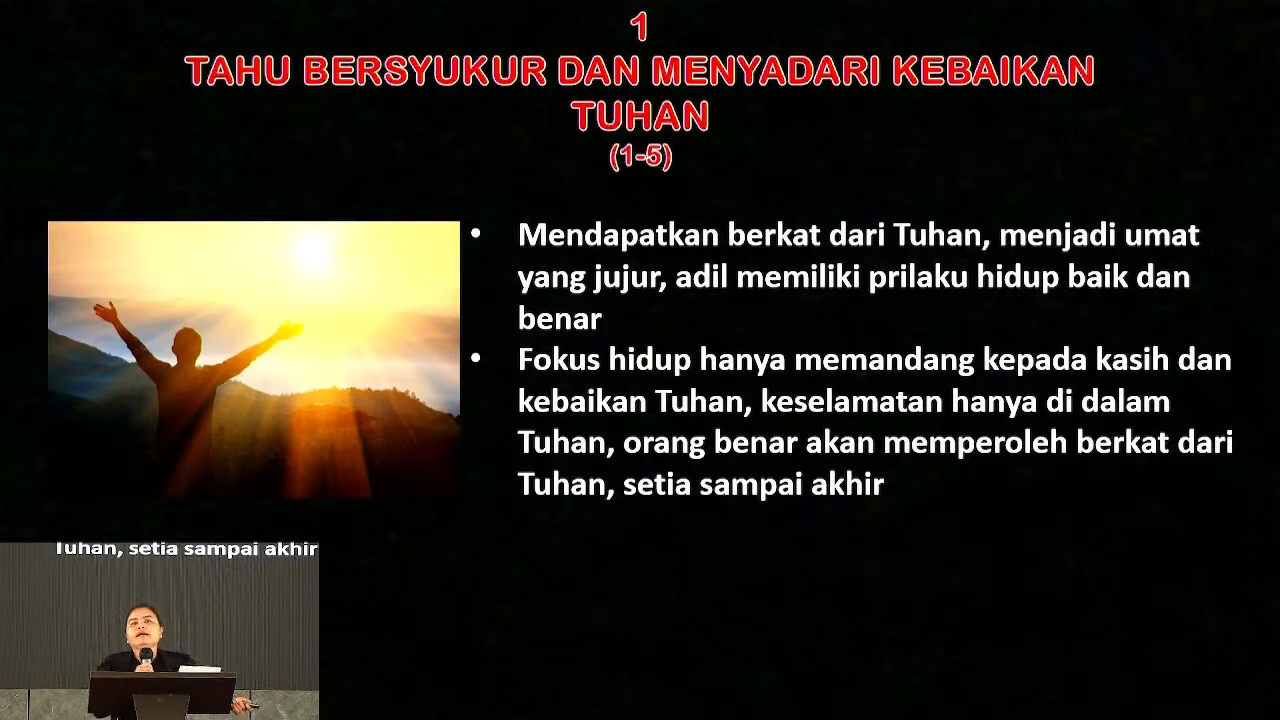 1
TAHU BERSYUKUR DAN MENYADARI KEBAIKAN
TUHAN
(1-5)
• Mendapatkan berkat dari Tuhan, menjadi umat
yang jujur, adil memiliki prilaku hidup baik dan
benar
• Fokus hidup hanya memandang kepada kasih dan
kebaikan Tuhan, keselamatan hanya di dalam
Tuhan, orang benar akan memperoleh berkat dari
Tuhan, setia sampai akhir
Tuhan, setia sampai akhir